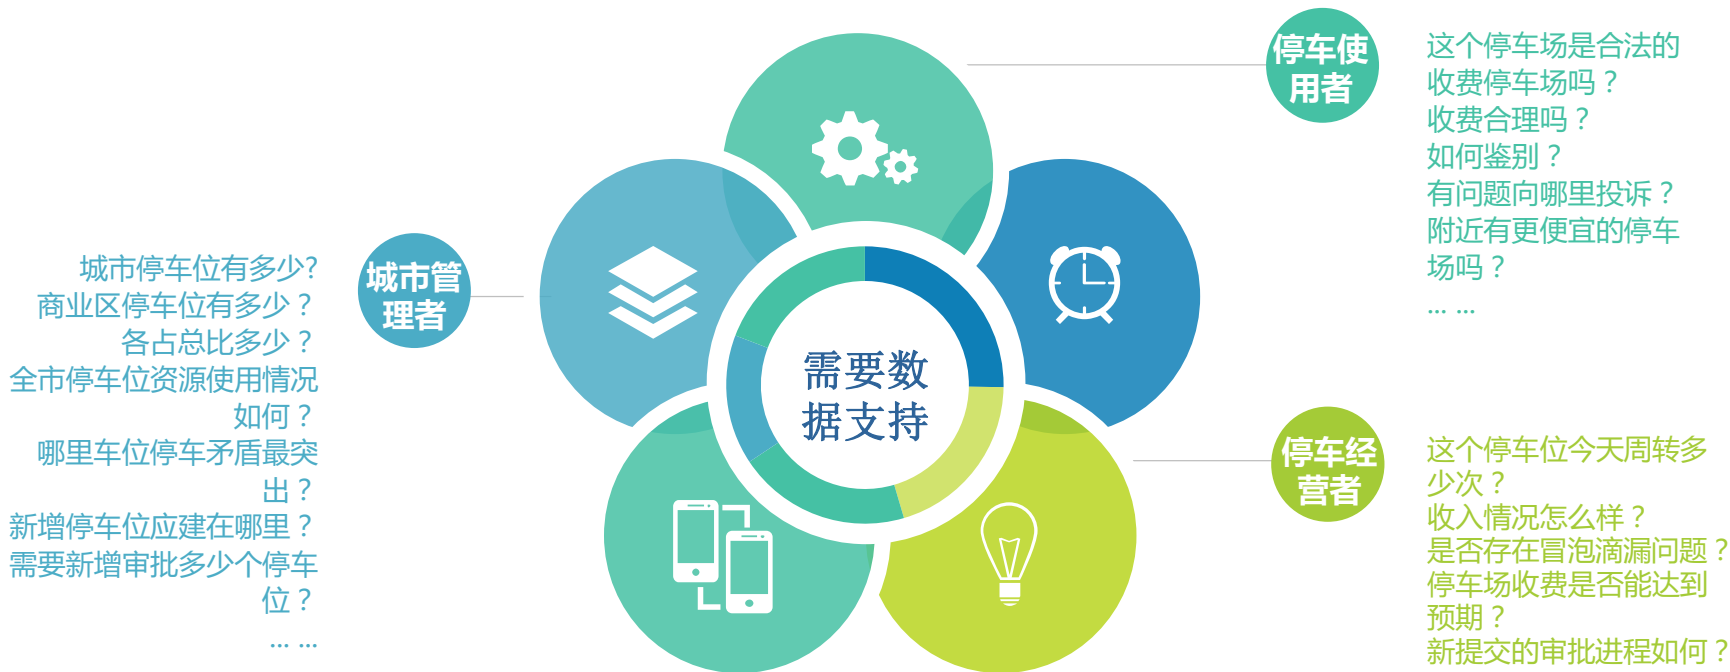 停车使
用者
这个停车场是合法的
收费停车场吗？
收费合理吗？
如何鉴别？
有问题向哪里投诉？
附近有更便宜的停车
场吗？
... ...
城市管
理者
城市停车位有多少?
商业区停车位有多少？
各占总比多少？
全市停车位资源使用情况
如何？
哪里车位停车矛盾最突
出？
新增停车位应建在哪里？
需要新增审批多少个停车
位？
... ...
需要数
据支持
停车经
营者
这个停车位今天周转多
少次？
收入情况怎么样？
是否存在冒泡滴漏问题？
停车场收费是否能达到
预期？
新提交的审批进程如何？